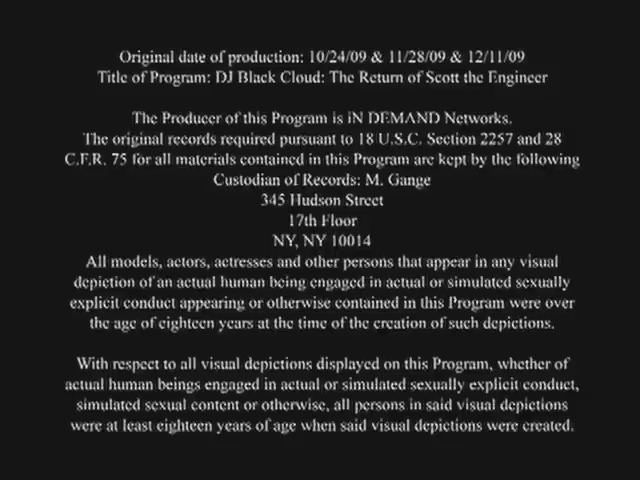 Original date of production: 10/24/09 & 11/28/09 & 12/11/09
Title of Program: DJ Black Cloud: The Return of Scott the Engineer
The Producer of this Program is iN DEMAND Networks.
The original records required pursuant to 18 U.S.C. Section 2257 and 28
C.F.R. 75 for all materials contained in this Program are kept by the following
Custodian of Records: M. Gange
345 Hudson Street
17th Floor
NY, NY 10014
All models, actors, actresses and other persons that appear in any visual
depiction of an actual human being engaged in actual or simulated sexually
explicit conduct appearing or otherwise contained in this Program were over
the age of eighteen years at the time of the creation of such depictions.
With respect to all visual depictions displayed on this Program, whether of
actual human beings engaged in actual or simulated sexually explicit conduct,
simulated sexual content or otherwise, all persons in said visual depictions
were at least eighteen years of age when said visual depictions were created.